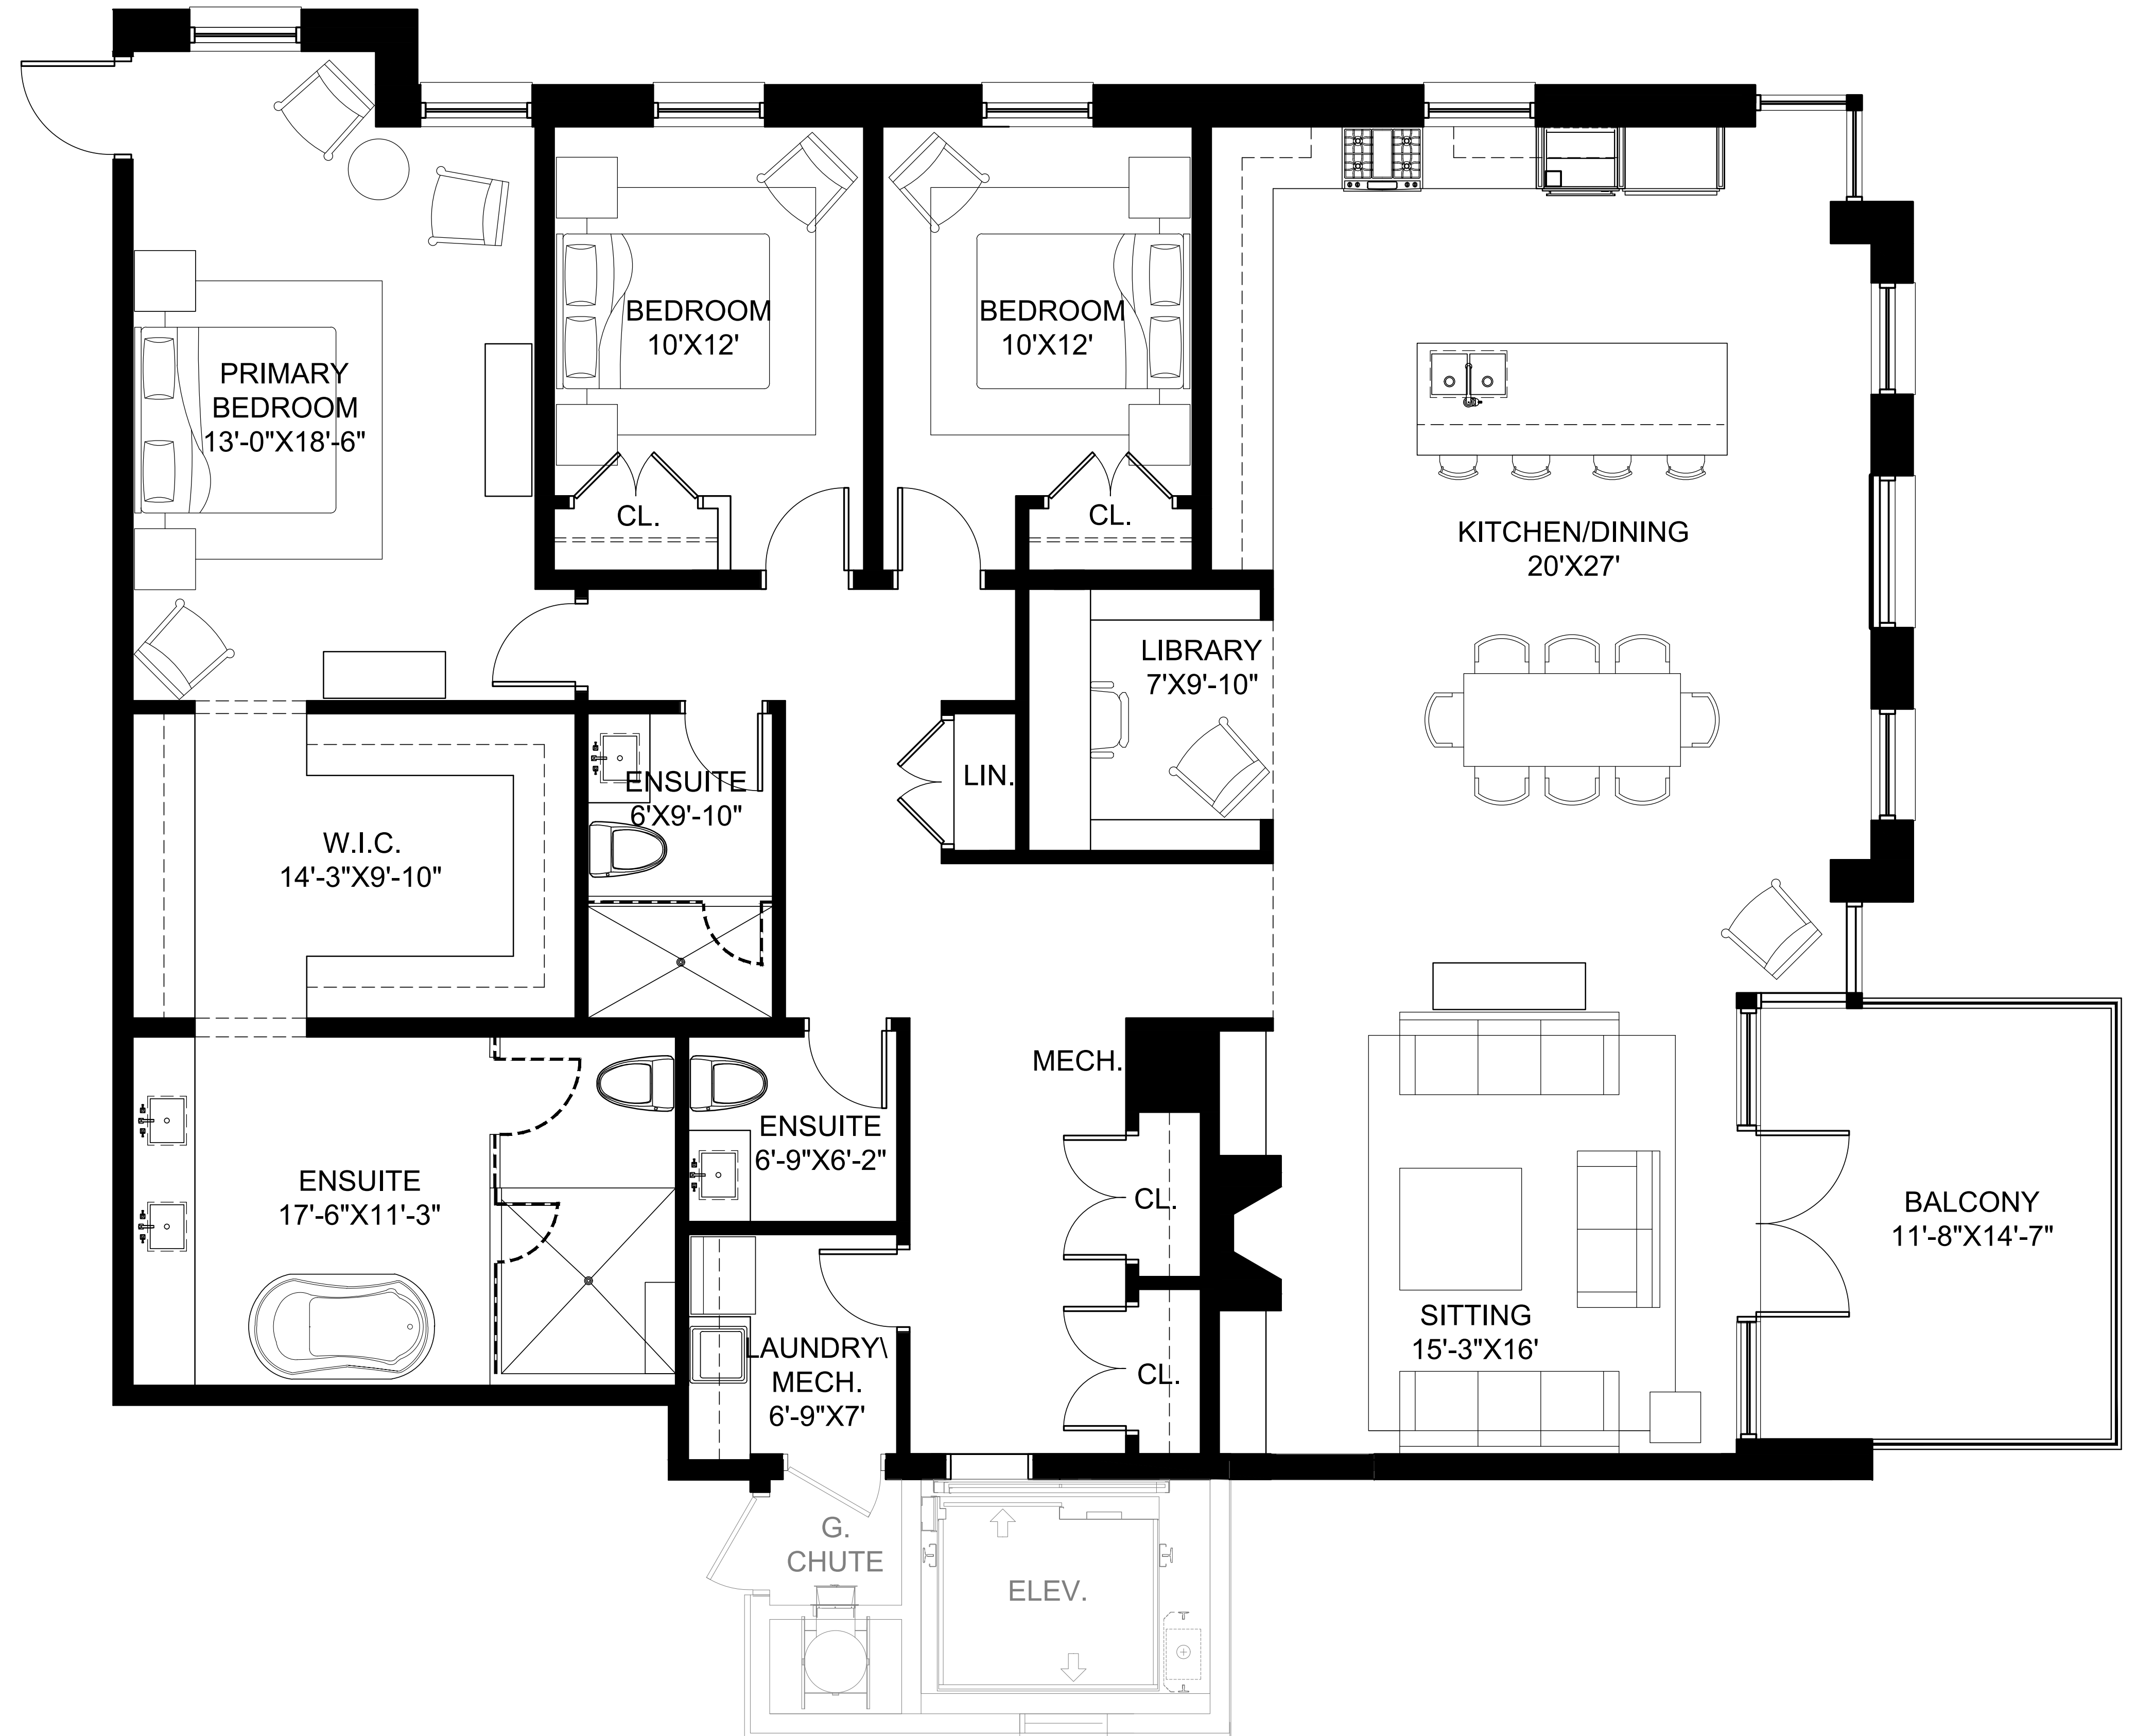 BEDROOM
10'X12'
BEDROOM
10'X12'
PRIMARY
BEDROOM
13'-0"X18'-6"
CL.
CL.
KITCHEN/DINING
20'X27'
LIBRARY
7'X9'-10"
LIN.
ENSUITE
6'X9'-10"
W.I.C.
14'-3"X9'-10"
MECH.
ENSUITE
6'-9"X6'-2"
ENSUITE
17'-6"X11'-3"
CL.
BALCONY
11'-8"X14'-7"
SITTING
15'-3"X16'
LAUNDRY\
MECH.
6'-9"X7'
CL.
G.
CHUTE
ELEV.